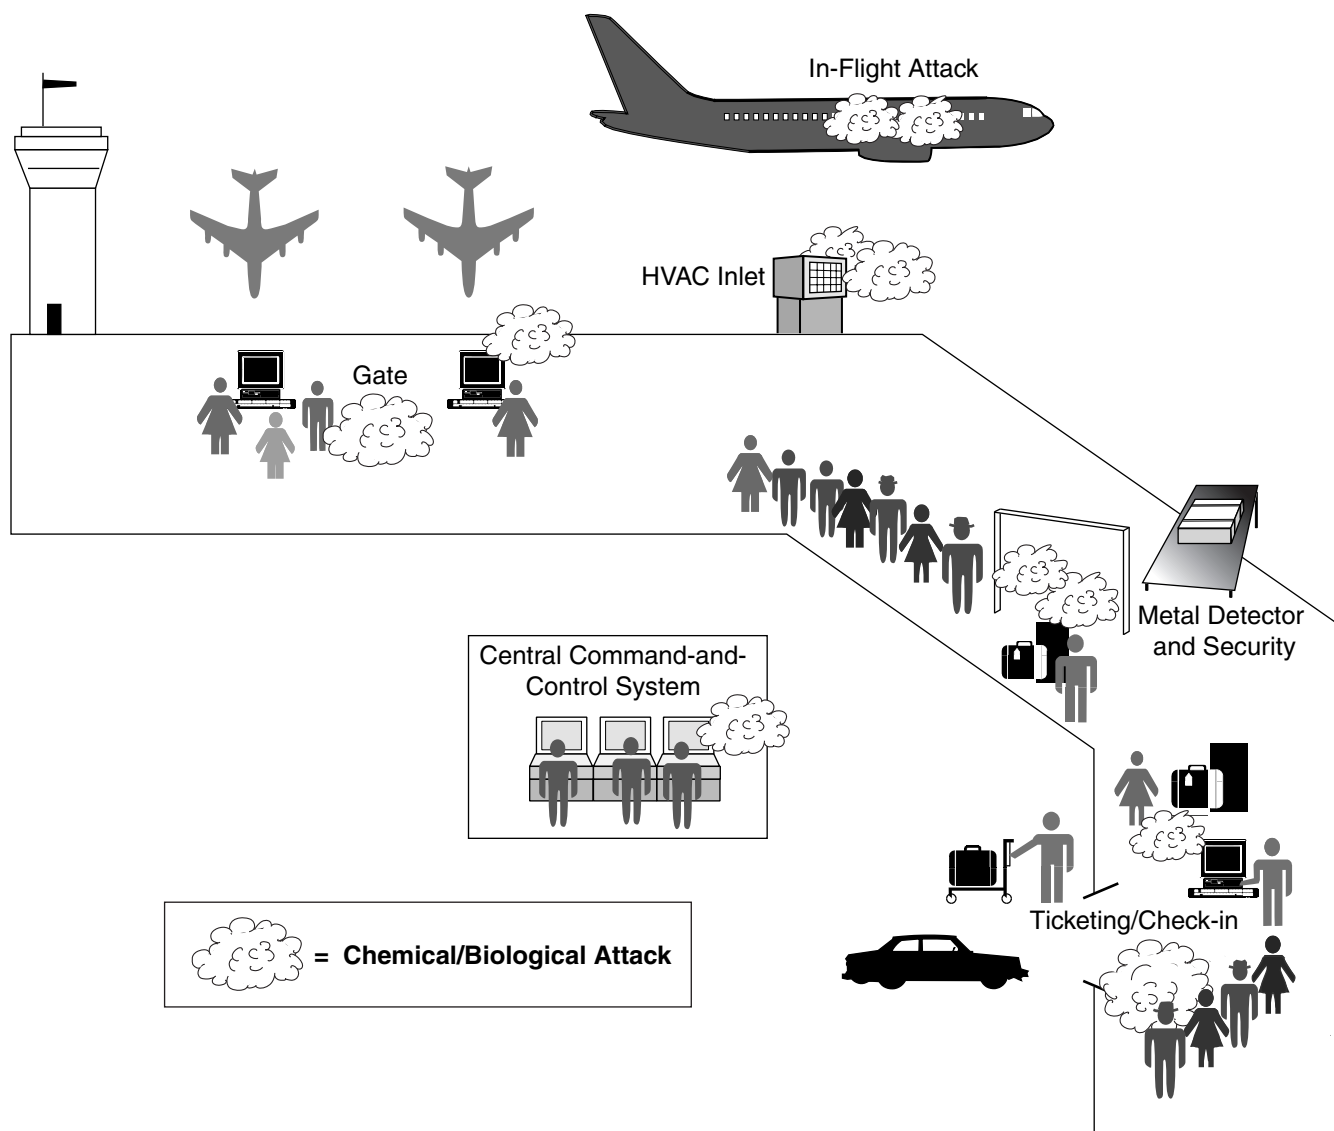 In-Flight Attack
HVAC Inlet
Gate
Metal Detector
and Security
Central Command-and-
Control System
Ticketing/Check-in
= Chemical/Biological Attack